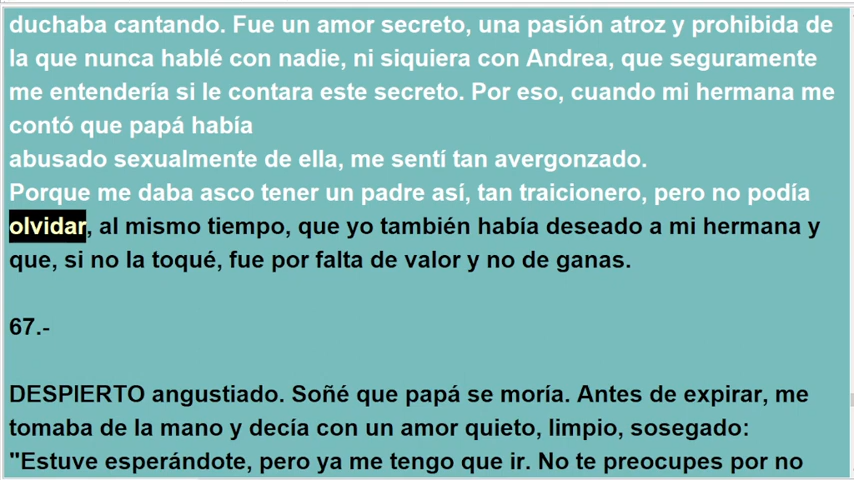 duchaba cantando. Fue un amor secreto, una pasión atroz y prohibida de
la que nunca hablé con nadie, ni siquiera con Andrea, que seguramente
me entendería si le contara este secreto. Por eso, cuando mi hermana me
contó que papá había
abusado sexualmente de ella, me sentí tan avergonzado.
Porque me daba asco tener un padre así, tan traicionero, pero no podía
olvidar, al mismo tiempo, que yo también había deseado a mi hermana y
que, si no la toqué, fue por falta de valor y no de ganas.
67.-
DESPIERTO angustiado. Soñé que papá se moría. Antes de expirar, me
tomaba de la mano y decía con un amor quieto, limpio, sosegado:
"Estuve esperándote, pero ya me tengo que ir. No te preocupes por no